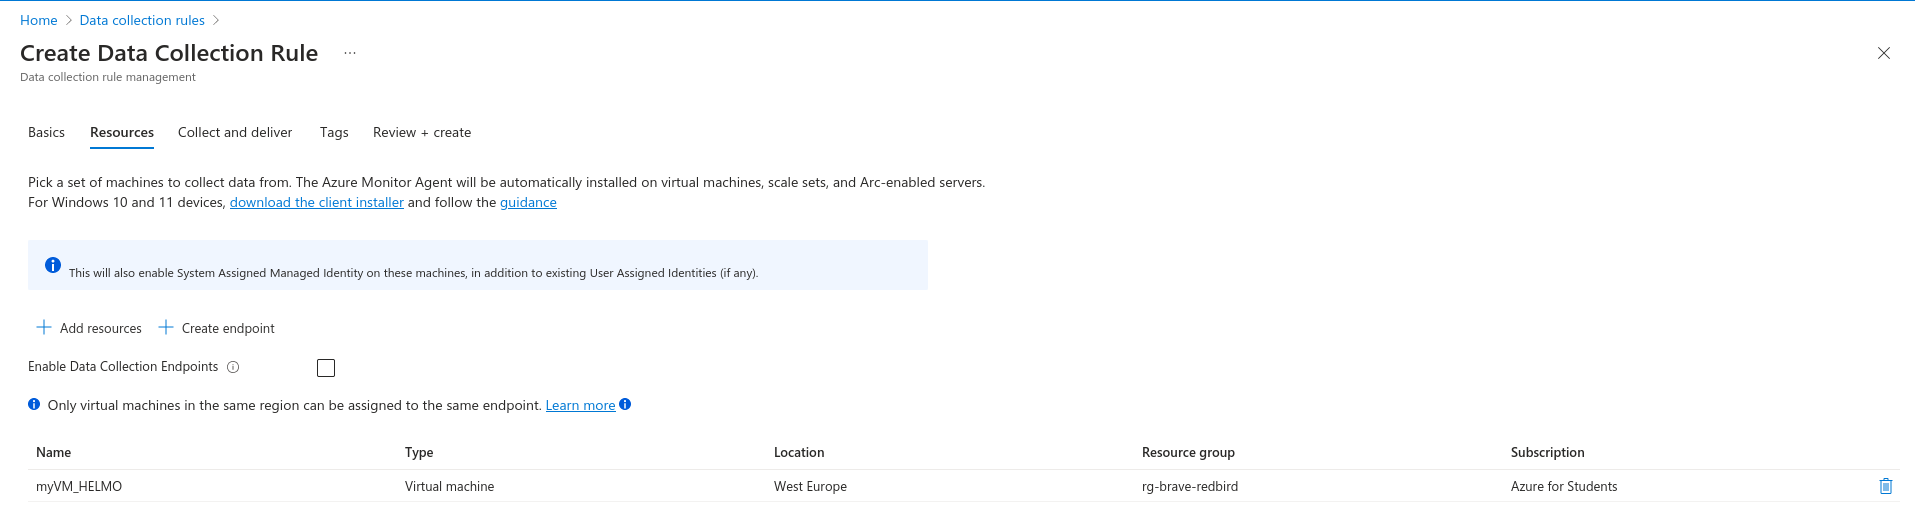 Home > Data collection rules >
Create Data Collection Rule ...
Data collection rule management
Basics Resources Collect and deliver Tags Review + create
Pick a set of machines to collect data from. The Azure Monitor Agent will be automatically installed on virtual machines, scale sets, and Arc-enabled servers.
For Windows 10 and 11 devices, download the client installer and follow the guidance
This will also enable System Assigned Managed Identity on these machines, in addition to existing User Assigned Identities (if any).
Add resources Create endpoint
Enable Data Collection Endpoints
Only virtual machines in the same region can be assigned to the same endpoint. Learn more
Name Type Location Resource group Subscription
myVM_HELMO Virtual machine West Europe rg-brave-redbird Azure for Students